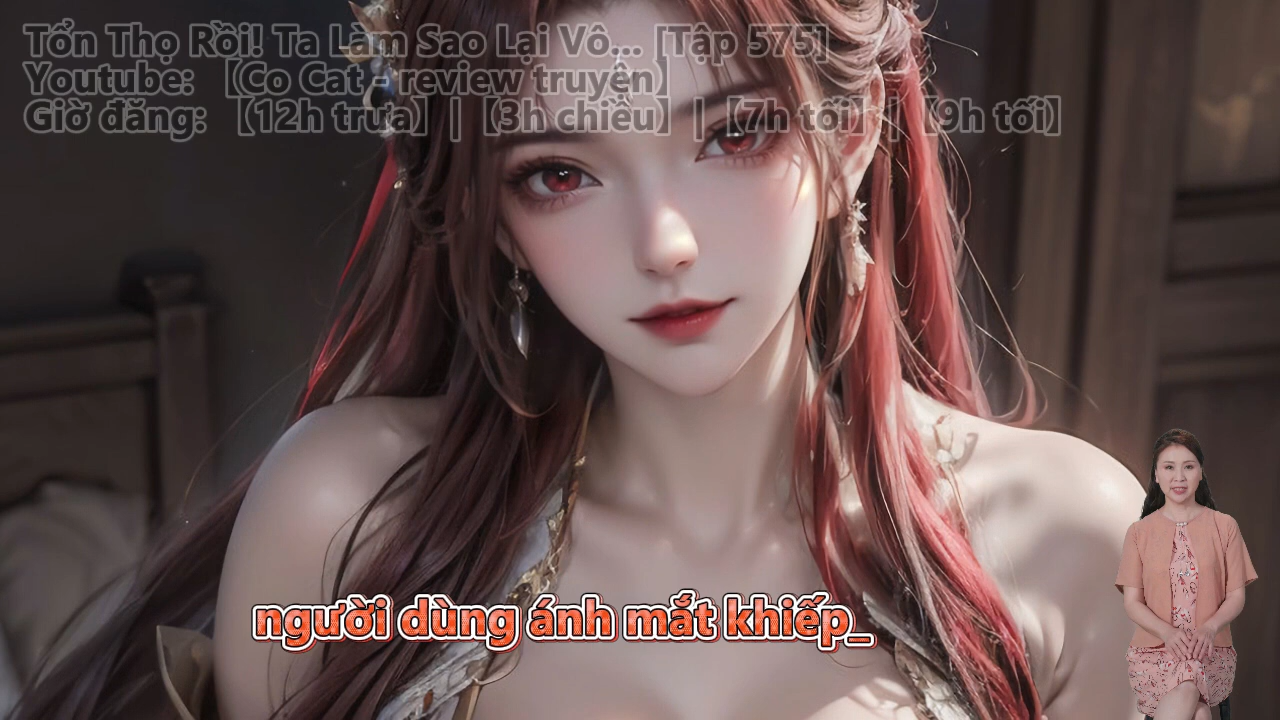 Tổn Thọ Rồi! Ta Làm Sao Lại Vô... [Tập 575]
Youtube: 【Co Cat - review truyện】
Giờ đăng: 【12h trưa】 | 【3h chiều】 | 【7h tối】 | 【9h tối】
người dùng ánh mắt khiếp_